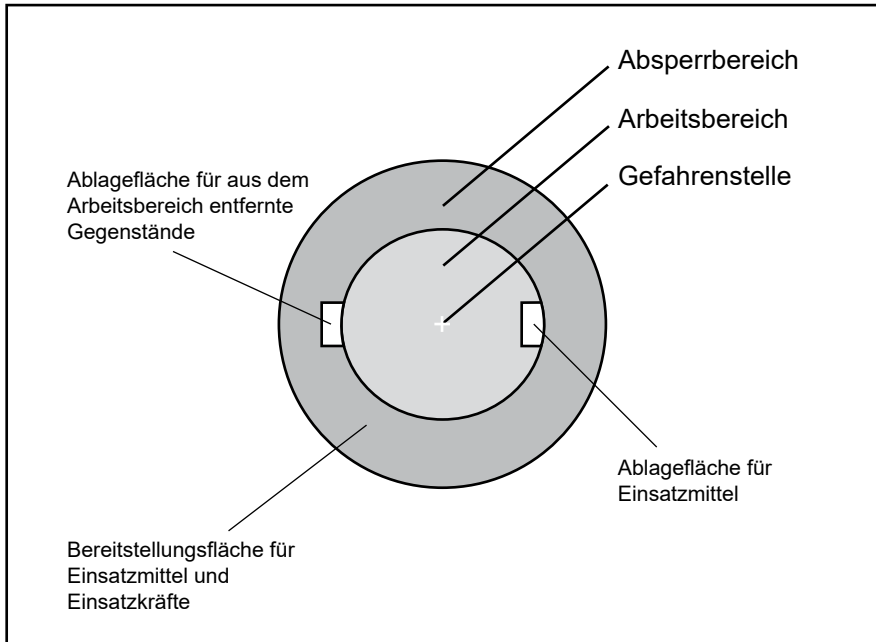 Absperrbereich
Arbeitsbereich
Gefahrenstelle
Ablagefläche für aus dem
Arbeitsbereich entfernte
Gegenstände
Ablagefläche für
Einsatzmittel
Bereitstellungsfläche für
Einsatzmittel und
Einsatzkräfte